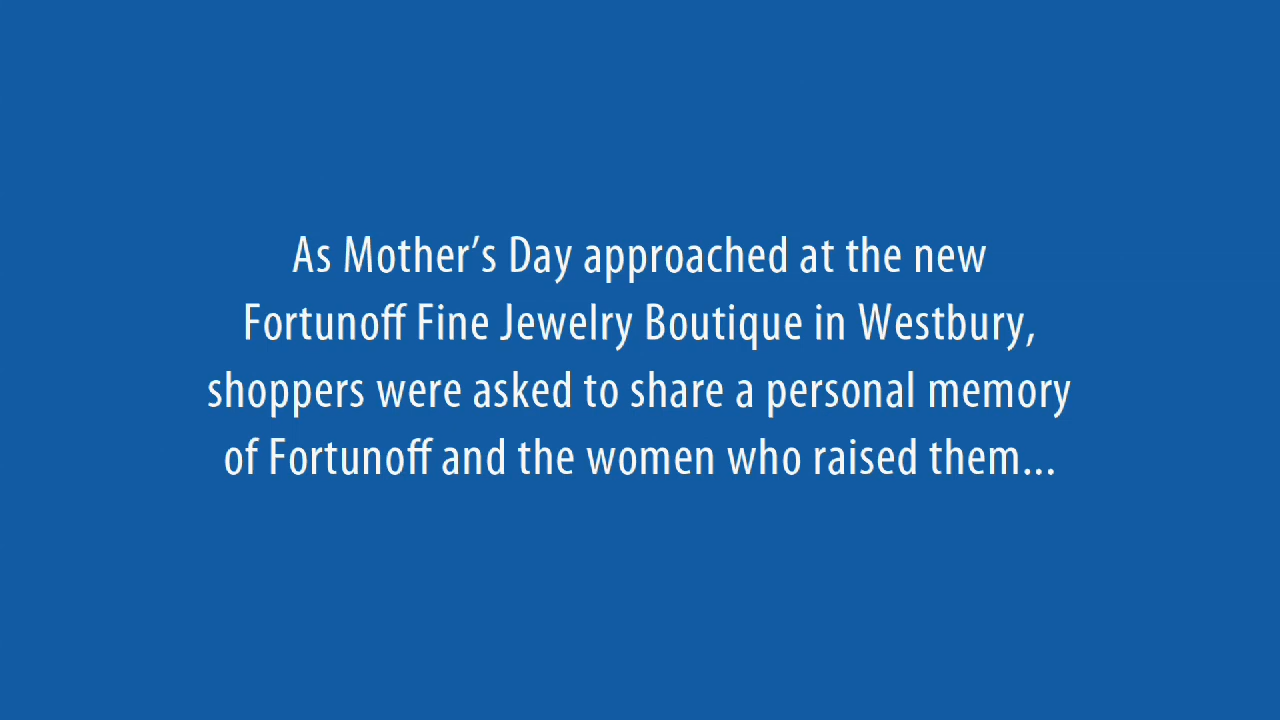 As Mother’s Day approached at the new
Fortunoff Fine Jewelry Boutique in Westbury,
shoppers were asked to share a personal memory
of Fortunoff and the women who raised them...